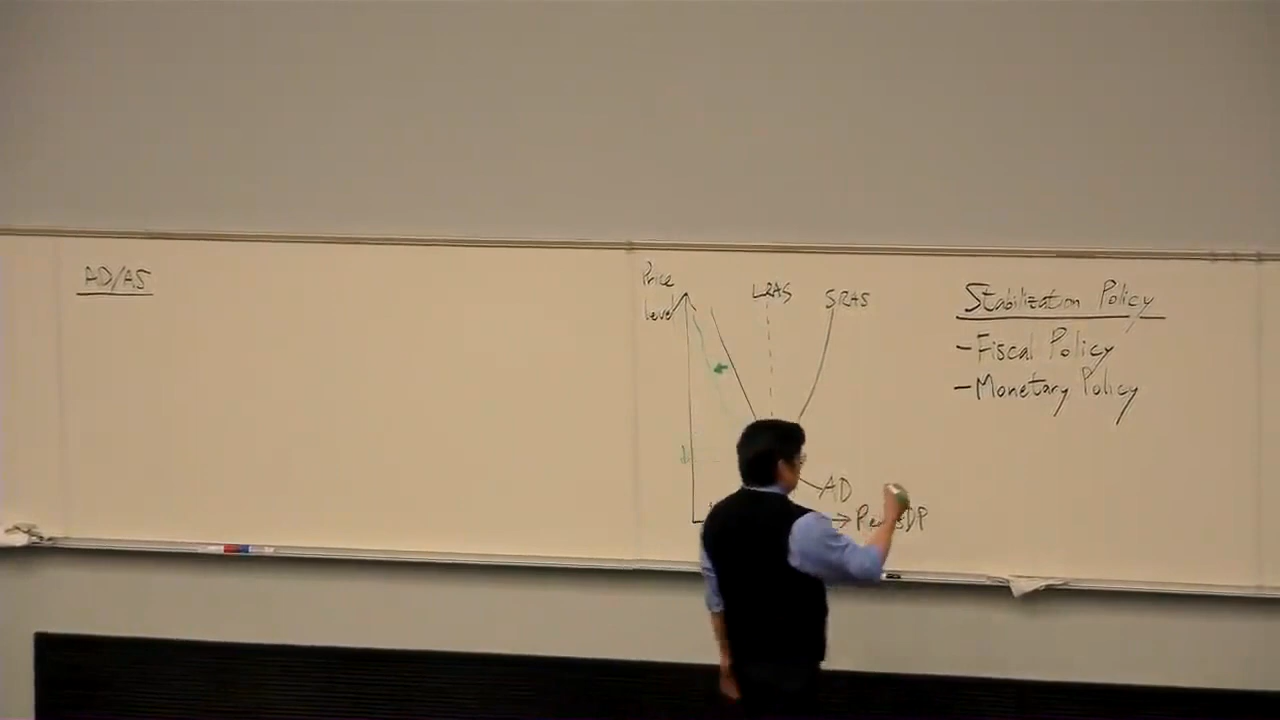 AD/AS
Price
level
LRAS
SRAS
AD
Stabilization Policy
-Fiscal Policy
-Monetary Policy